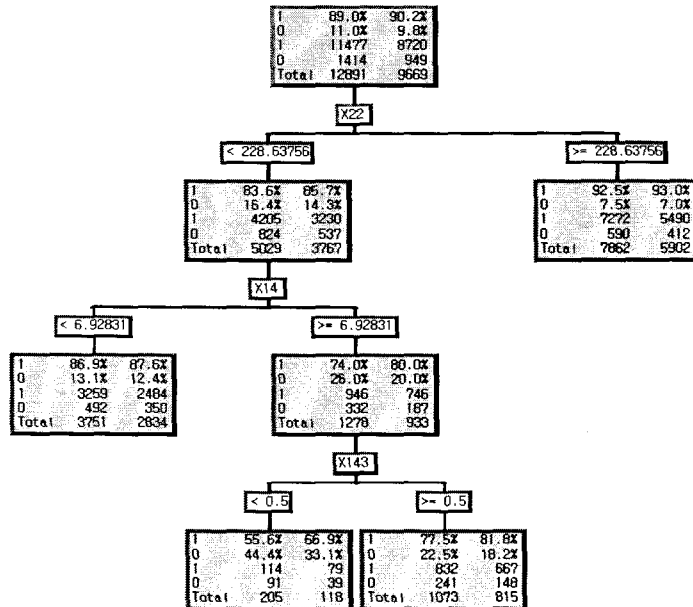 1 89.0% 90.2%
0 11.0% 9.8%
1 11477 8720
0 1414 949
Total 12891 9669
X22
< 228.63756
>= 228.63756
1 83.6% 85.7%
0 16.4% 14.3%
1 4205 3230
0 824 537
Total 5029 3767
1 92.5% 93.0%
0 7.5% 7.0%
1 7272 5490
0 590 412
Total 7862 5902
X14
< 6.92831
>= 6.92831
1 86.9% 87.6%
0 13.1% 12.4%
1 3259 2484
0 492 350
Total 3751 2834
1 74.0% 80.0%
0 26.0% 20.0%
1 946 746
0 332 187
Total 1278 933
X143
< 0.5
>= 0.5
1 55.6% 66.9%
0 44.4% 33.1%
1 114 79
0 91 39
Total 205 118
1 77.5% 81.8%
0 22.5% 18.2%
1 832 667
0 241 148
Total 1073 815